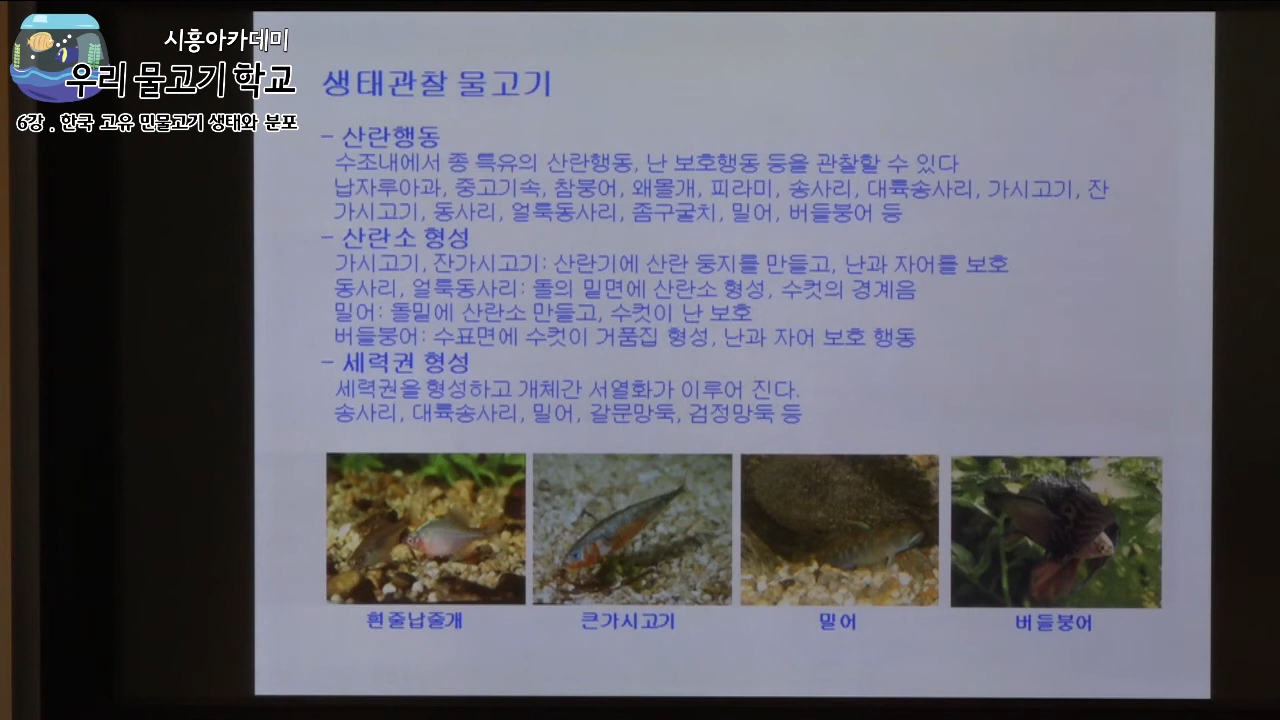 시흥아카데미
우리 물고기 학교
6강 . 한국 고유 민물고기 생태와 분포
생태관찰 물고기
- 산란행동
수조내에서 종 특유의 산란행동, 난 보호행동 등을 관찰할 수 있다
납자루아과, 중고기속, 참붕어, 왜몰개, 피라미, 송사리, 대륙송사리, 가시고기, 잔
가시고기, 동사리, 얼룩동사리, 좀구굴치, 밀어, 버들붕어 등
- 산란소 형성
가시고기, 잔가시고기: 산란기에 산란 둥지를 만들고, 난과 자어를 보호
동사리, 얼룩동사리: 돌의 밑면에 산란소 형성, 수컷의 경계음
밀어: 돌밑에 산란소 만들고, 수컷이 난 보호
버들붕어: 수표면에 수컷이 거품집 형성, 난과 자어 보호 행동
- 세력권 형성
세력권을 형성하고 개체간 서열화가 이루어 진다.
송사리, 대륙송사리, 밀어, 갈문망둑, 검정망둑 등
흰줄납줄개
큰가시고기
밀어
버들붕어